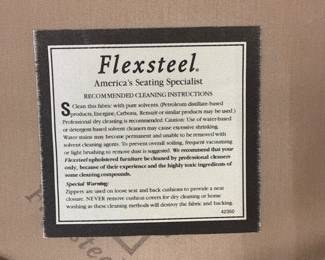 Flexsteel®
America's Seating Specialist
RECOMMENDED CLEANING INSTRUCTIONS
S Clean this fabric with pure solvents. (Petroleum distillate-based
products, Energine, Carbona, Renuzit or similar products may be used.)
Professional dry cleaning is recommended. Caution: Use of water-based
or detergent-based solvent cleaners may cause excessive shrinking.
Water stains may become permanent and unable to be removed with
solvent cleaning agents. To prevent overall soiling, frequent vacuuming
or light brushing to remove dust is suggested. We recommend that your
Flexsteel upholstered furniture be cleaned by professional cleaners
only, because of their experience and the highly toxic ingredients of
some cleaning compounds.
Special Warning:
Zippers are used on loose seat and back cushions to provide a neat
closure. NEVER remove cushion covers for dry cleaning or home
washing as these cleaning methods will destroy the fabric and backing.
42350
Flexsteel